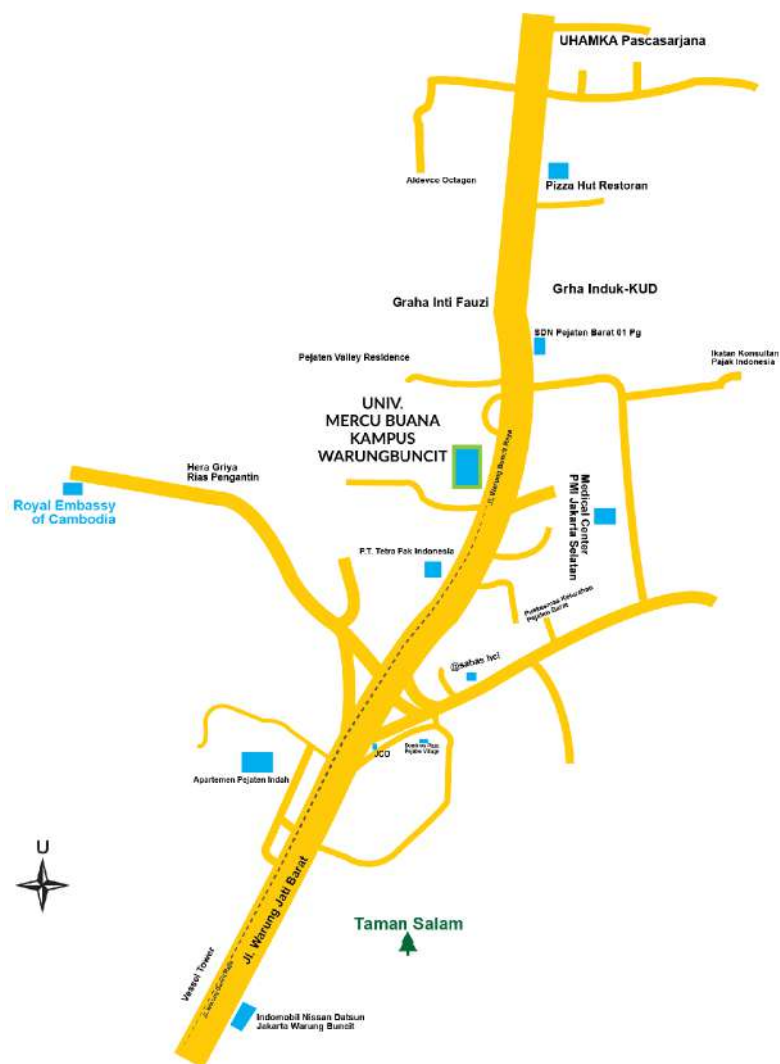 UHAMKA Pascasarjana
Aldevco Octagon
Pizza Hut Restoran
Grha Induk-KUD
Graha Inti Fauzi
SDN Pejaten Barat 01 Pg
Pejaten Valley Residence
Ikatan Konsultan
Pajak Indonesia
UNIV.
MERCU BUANA
KAMPUS
WARUNGBUNCIT
Jl. Warung Buncit Raya
Hera Griya
Rias Pengantin
Royal Embassy
of Cambodia
Medical Center
PMI Jakarta Selatan
P.T. Tetra Pak Indonesia
Puskesmas Kelurahan
Pejaten Barat
@sabas hcl
JCO
Pejaten Village
Apartemen Pejaten Indah
U
Jl. Warung Jati Barat
Taman Salam
Vessel Tower
Indomobil Nissan Datsun
Jakarta Warung Buncit